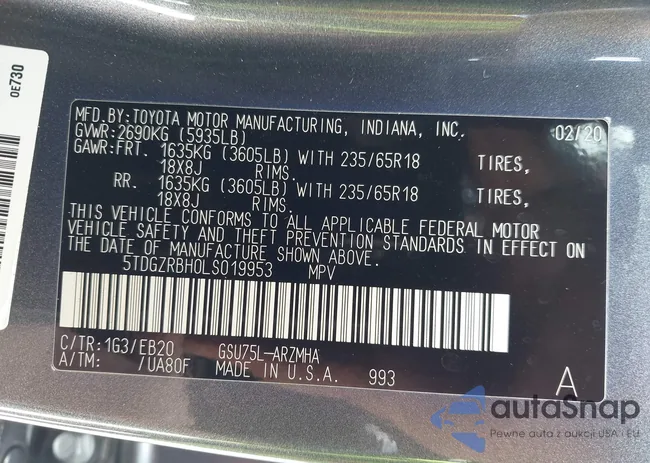 0E730
MFD.BY:TOYOTA MOTOR MANUFACTURING, INDIANA, INC. 02/20
GVWR:2690KG (5935LB)
GAWR:FRT. 1635KG (3605LB) WITH 235/65R18 TIRES,
18X8J RIMS.
RR. 1635KG (3605LB) WITH 235/65R18 TIRES,
18X8J RIMS.
THIS VEHICLE CONFORMS TO ALL APPLICABLE FEDERAL MOTOR
VEHICLE SAFETY AND THEFT PREVENTION STANDARDS IN EFFECT ON
THE DATE OF MANUFACTURE SHOWN ABOVE.
5TDGZRBH0LS019953 MPV
C/TR:1G3/EB20 GSU75L-ARZMHA
A/TM: /UA80F MADE IN U.S.A. 993 A
autaSnap
Pewne auta z aukcji USA i EU